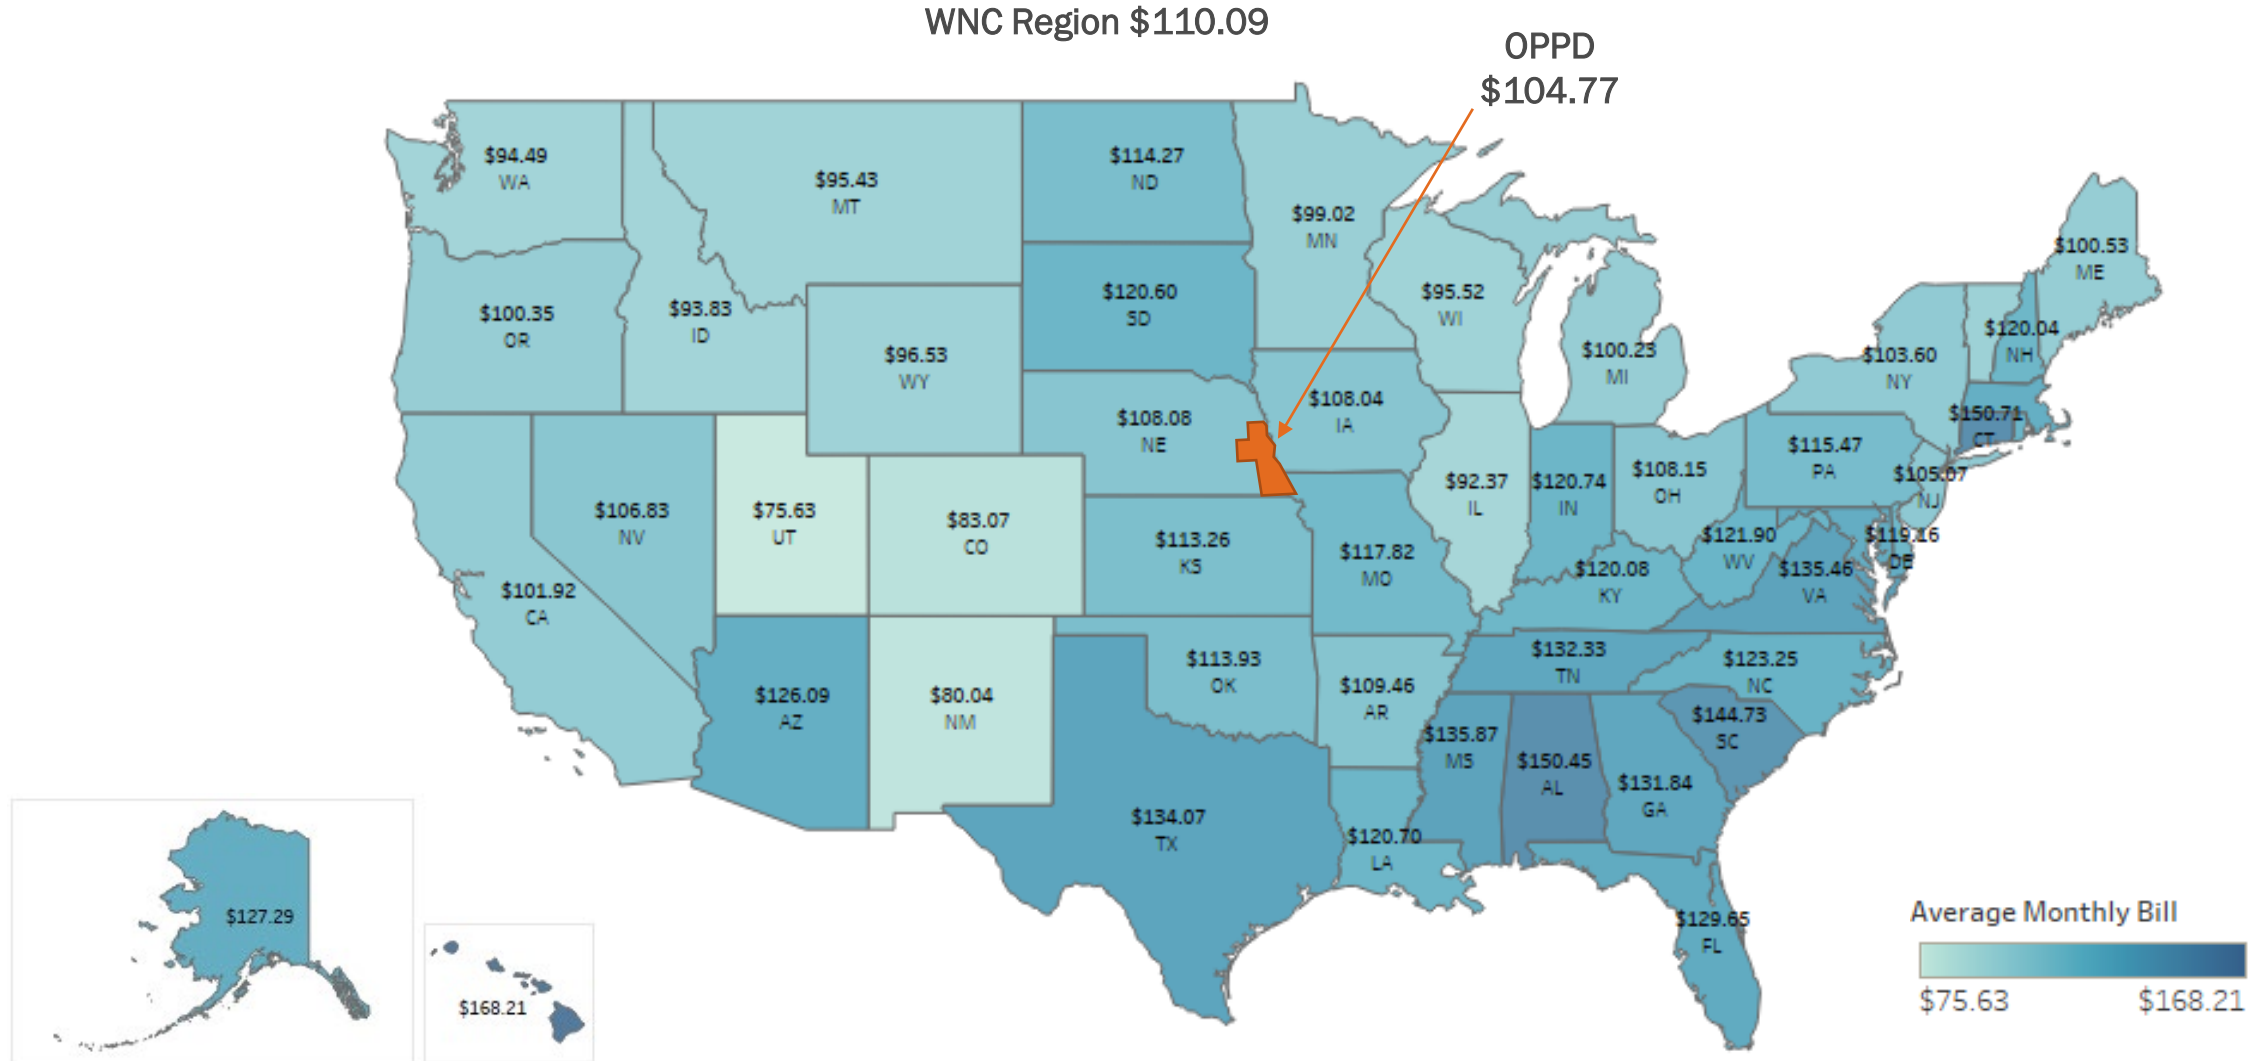 WNC Region $110.09
OPPD
$104.77
$94.49
WA
$95.43
MT
$114.27
ND
$99.02
MN
$100.53
ME
$100.35
OR
$93.83
ID
$120.60
SD
$95.52
WI
$120.04
NH
$96.53
WY
$100.23
MI
$103.60
NY
$108.08
NE
$108.04
IA
$150.71
CT
$115.47
PA
$106.83
NV
$75.63
UT
$83.07
CO
$92.37
IL
$120.74
IN
$108.15
OH
$105.07
NJ
$113.26
KS
$117.82
MO
$121.90
WV
$119.16
DE
$101.92
CA
$120.08
KY
$135.46
VA
$126.09
AZ
$80.04
NM
$113.93
OK
$109.46
AR
$132.33
TN
$123.25
NC
$135.87
MS
$150.45
AL
$144.73
SC
$131.84
GA
$134.07
TX
$120.70
LA
$129.65
FL
$127.29
$168.21
Average Monthly Bill
$75.63 $168.21